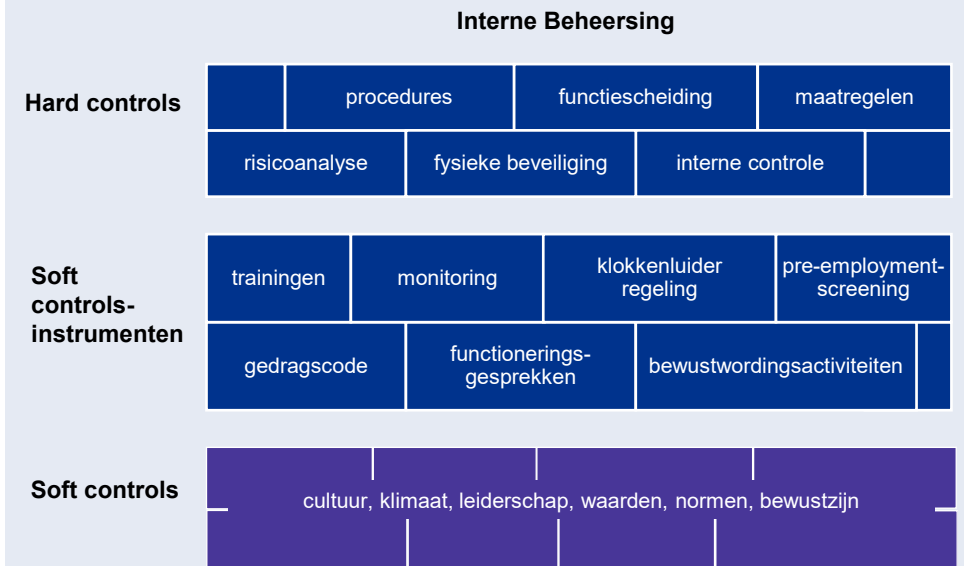 Interne Beheersing
Hard controls
procedures
functiescheiding
maatregelen
risicoanalyse
fysieke beveiliging
interne controle
Soft
controls-
instrumenten
trainingen
monitoring
klokkenluider
regeling
pre-employment-
screening
gedragscode
functionerings-
gesprekken
bewustwordingsactiviteiten
Soft controls
cultuur, klimaat, leiderschap, waarden, normen, bewustzijn